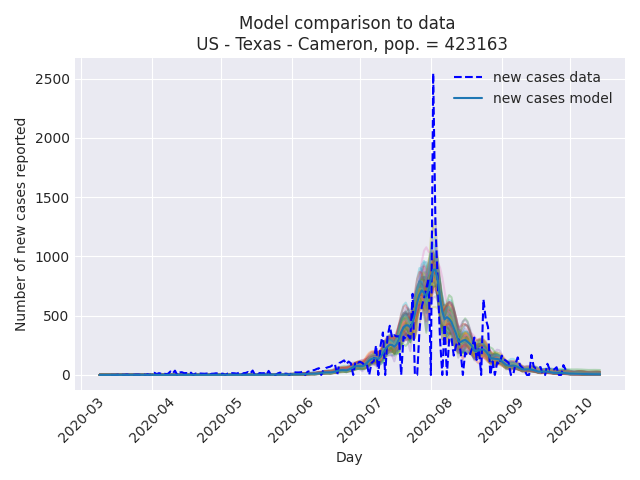 Model comparison to data
US - Texas - Cameron, pop. = 423163
new cases data
new cases model
Number of new cases reported
2500
2000
1500
1000
500
0
2020-03
2020-04
2020-05
2020-06
2020-07
2020-08
2020-09
2020-10
Day